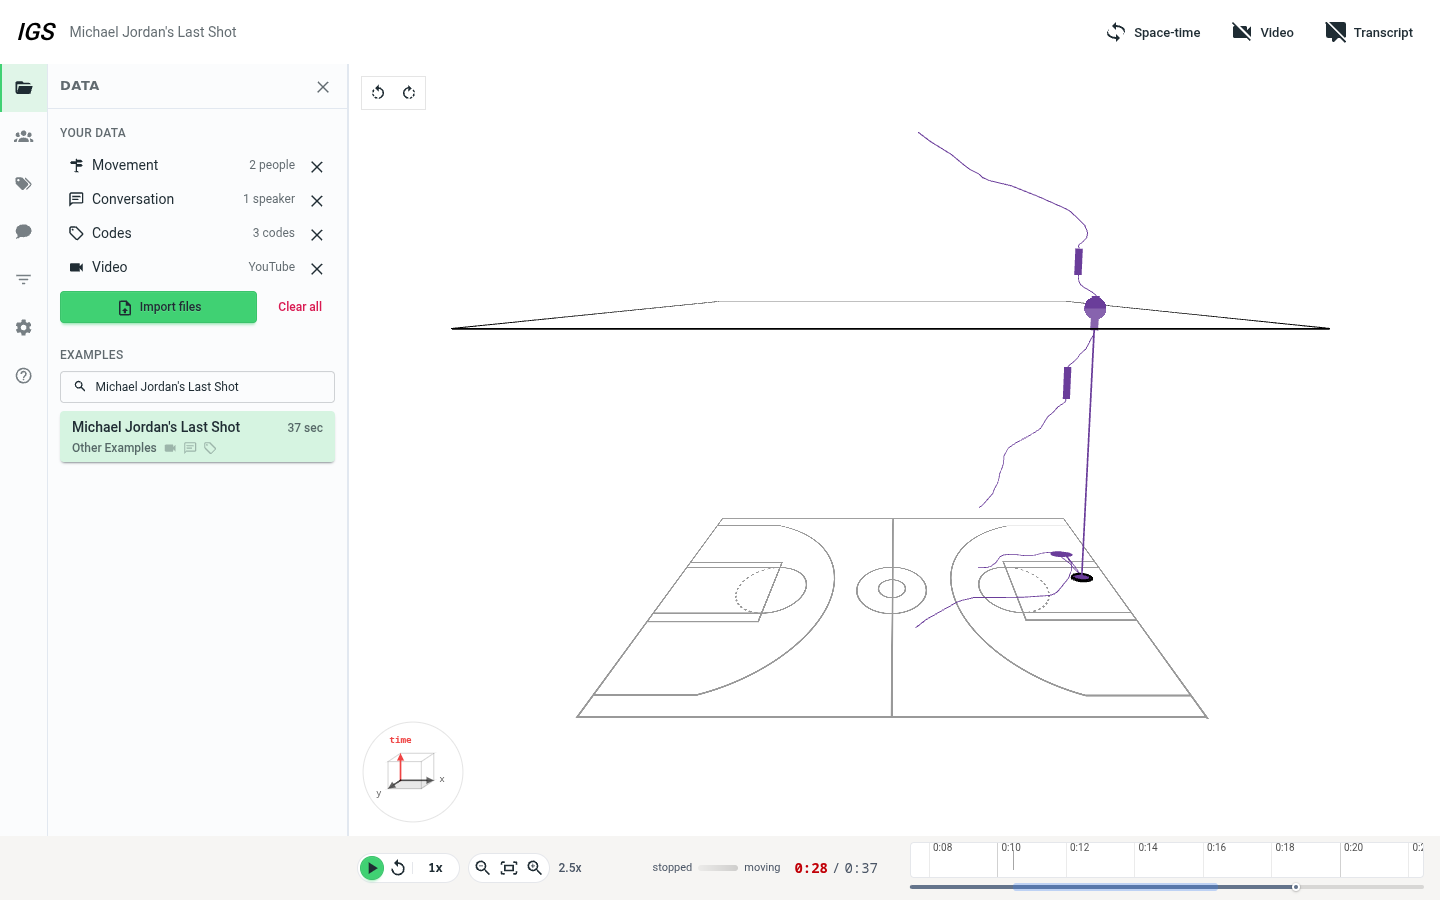 IGS Michael Jordan's Last Shot
Space-time Video Transcript
DATA
YOUR DATA
Movement 2 people
Conversation 1 speaker
Codes 3 codes
Video YouTube
Import files Clear all
EXAMPLES
Michael Jordan's Last Shot
Michael Jordan's Last Shot 37 sec
Other Examples
time
x
y
1x 2.5x stopped moving 0:28 / 0:37
0:08 0:10 0:12 0:14 0:16 0:18 0:20